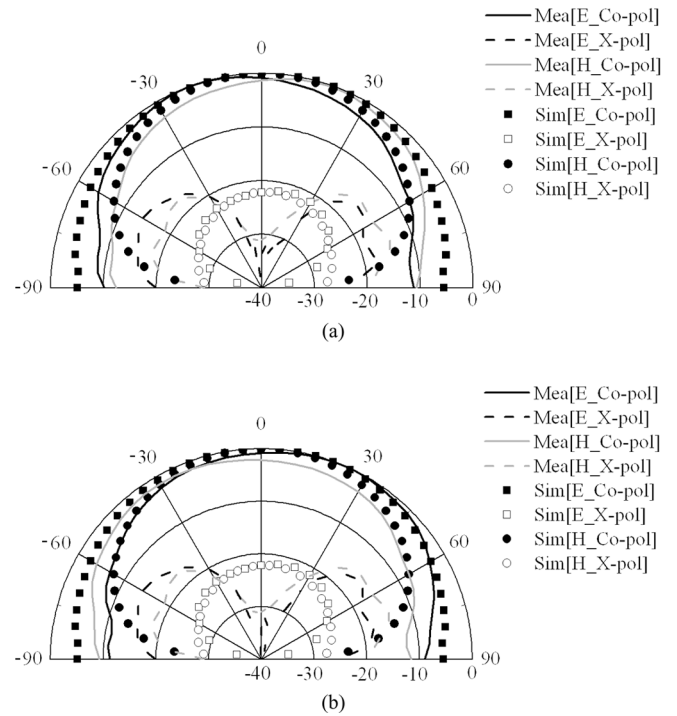 Mea[E_Co-pol]
Mea[E_X-pol]
Mea[H_Co-pol]
Mea[H_X-pol]
Sim[E_Co-pol]
Sim[E_X-pol]
Sim[H_Co-pol]
Sim[H_X-pol]
0
-30 30
-60 60
-90 90
-40 -30 -20 -10 0
(a)
Mea[E_Co-pol]
Mea[E_X-pol]
Mea[H_Co-pol]
Mea[H_X-pol]
Sim[E_Co-pol]
Sim[E_X-pol]
Sim[H_Co-pol]
Sim[H_X-pol]
0
-30 30
-60 60
-90 90
-40 -30 -20 -10 0
(b)